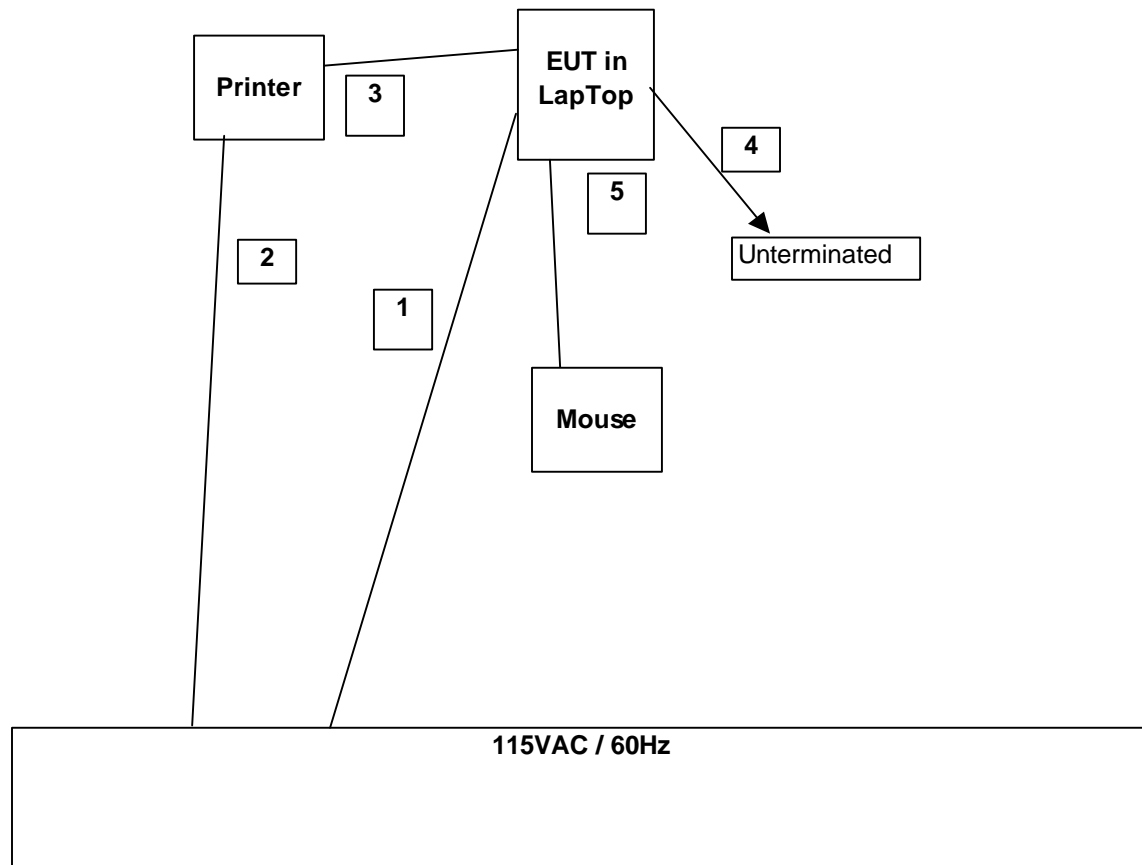 Printer
3
EUT in
LapTop
4
5
2
Unterminated
1
Mouse
115VAC / 60Hz